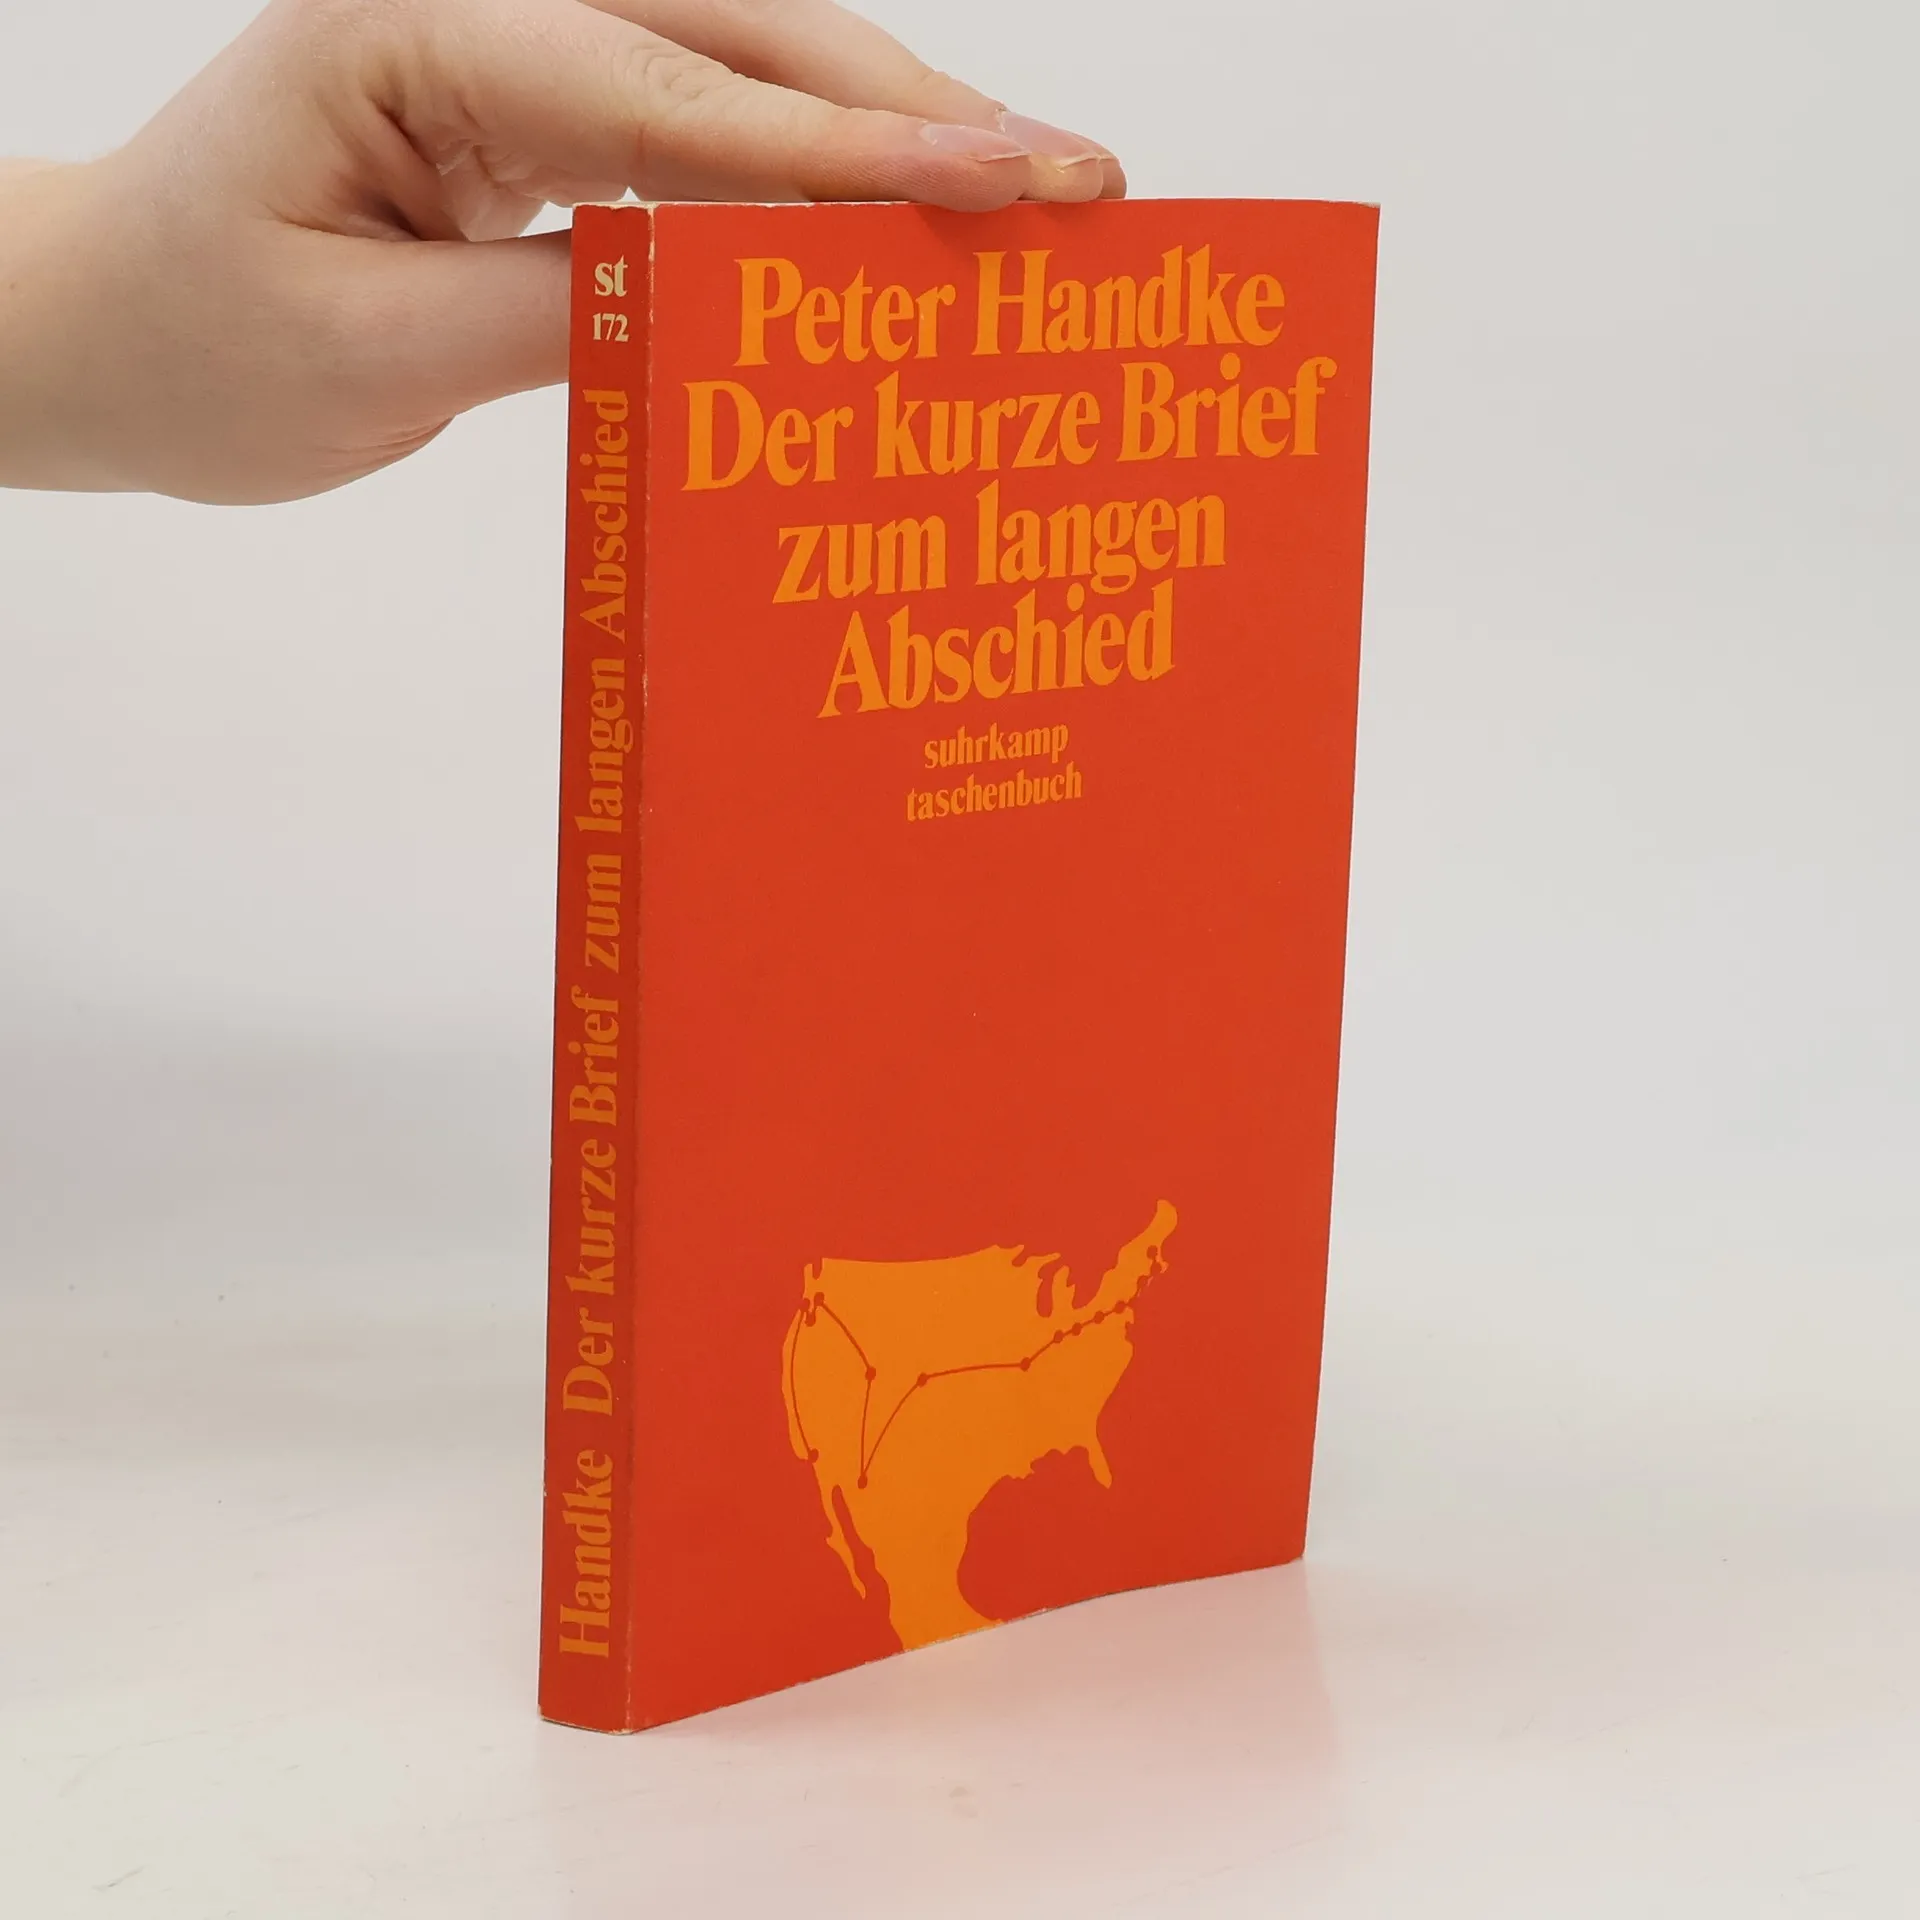 st
172
Handke Der kurze Brief zum langen Abschied
Peter Handke
Der kurze Brief
zum langen
Abschied
suhrkamp
taschenbuch